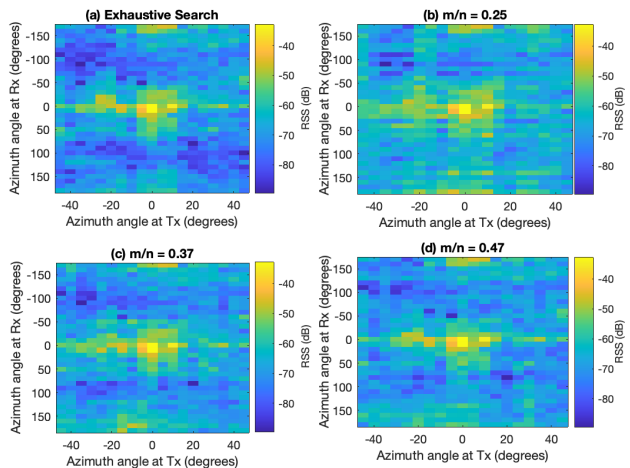 (a) Exhaustive Search
Azimuth angle at Rx (degrees)
-150
-100
-50
0
50
100
150
-40 -20 0 20 40
Azimuth angle at Tx (degrees)
-40
-50
-60
-70
-80
RSS (dB)
(b) m/n = 0.25
Azimuth angle at Rx (degrees)
-150
-100
-50
0
50
100
150
-40 -20 0 20 40
Azimuth angle at Tx (degrees)
-40
-50
-60
-70
-80
RSS (dB)
(c) m/n = 0.37
Azimuth angle at Rx (degrees)
-150
-100
-50
0
50
100
150
-40 -20 0 20 40
Azimuth angle at Tx (degrees)
-40
-50
-60
-70
-80
RSS (dB)
(d) m/n = 0.47
Azimuth angle at Rx (degrees)
-150
-100
-50
0
50
100
150
-40 -20 0 20 40
Azimuth angle at Tx (degrees)
-40
-50
-60
-70
-80
RSS (dB)